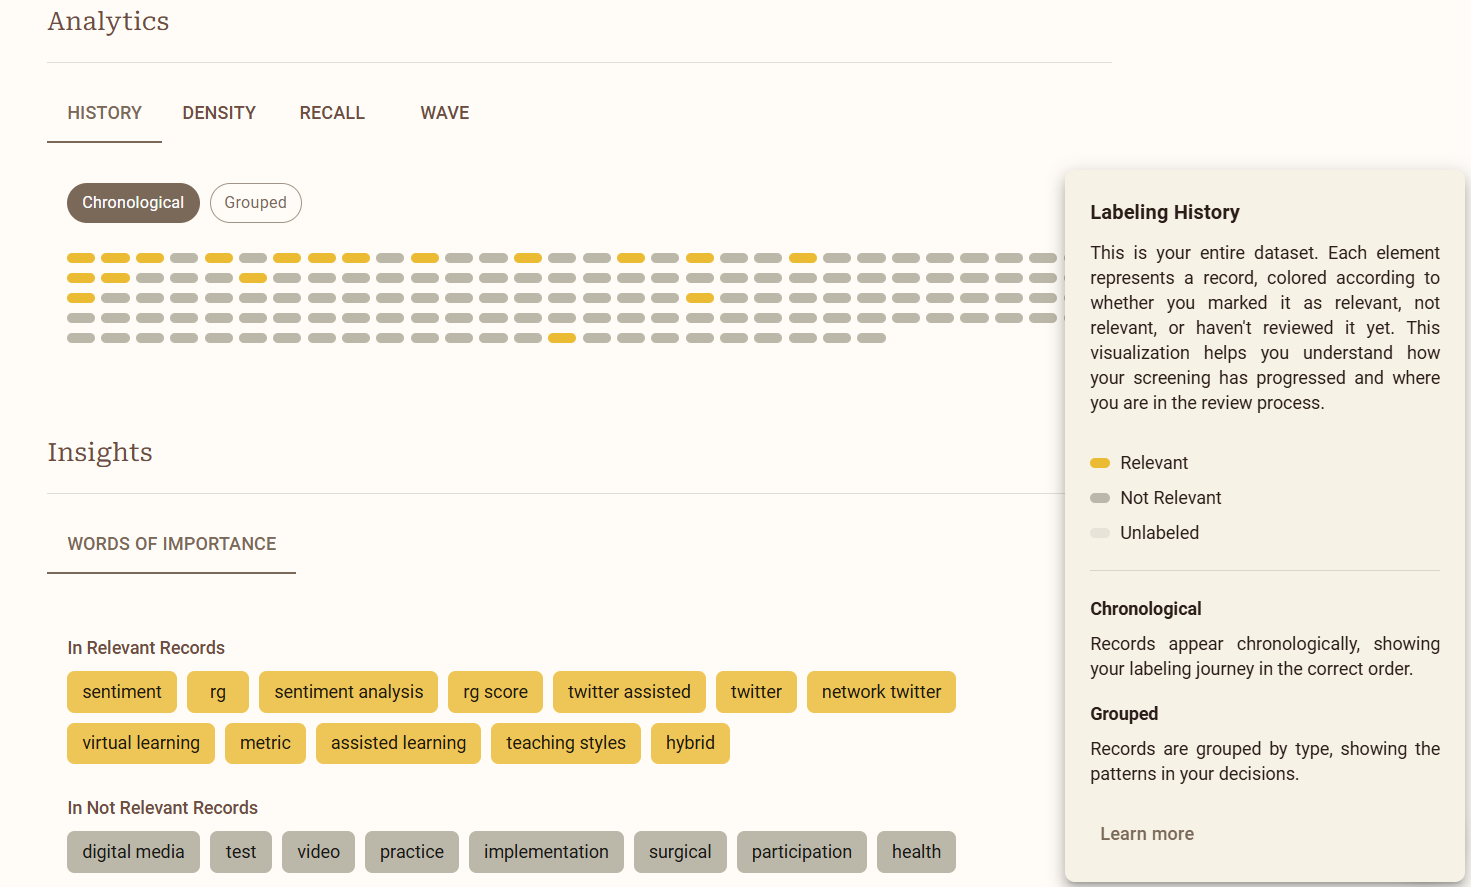 Analytics
HISTORY DENSITY RECALL WAVE
Chronological Grouped
Insights
WORDS OF IMPORTANCE
In Relevant Records
sentiment rg sentiment analysis rg score twitter assisted twitter network twitter
virtual learning metric assisted learning teaching styles hybrid
In Not Relevant Records
digital media test video practice implementation surgical participation health
Labeling History
This is your entire dataset. Each element
represents a record, colored according to
whether you marked it as relevant, not
relevant, or haven't reviewed it yet. This
visualization helps you understand how
your screening has progressed and where
you are in the review process.
Relevant
Not Relevant
Unlabeled
Chronological
Records appear chronologically, showing
your labeling journey in the correct order.
Grouped
Records are grouped by type, showing the
patterns in your decisions.
Learn more